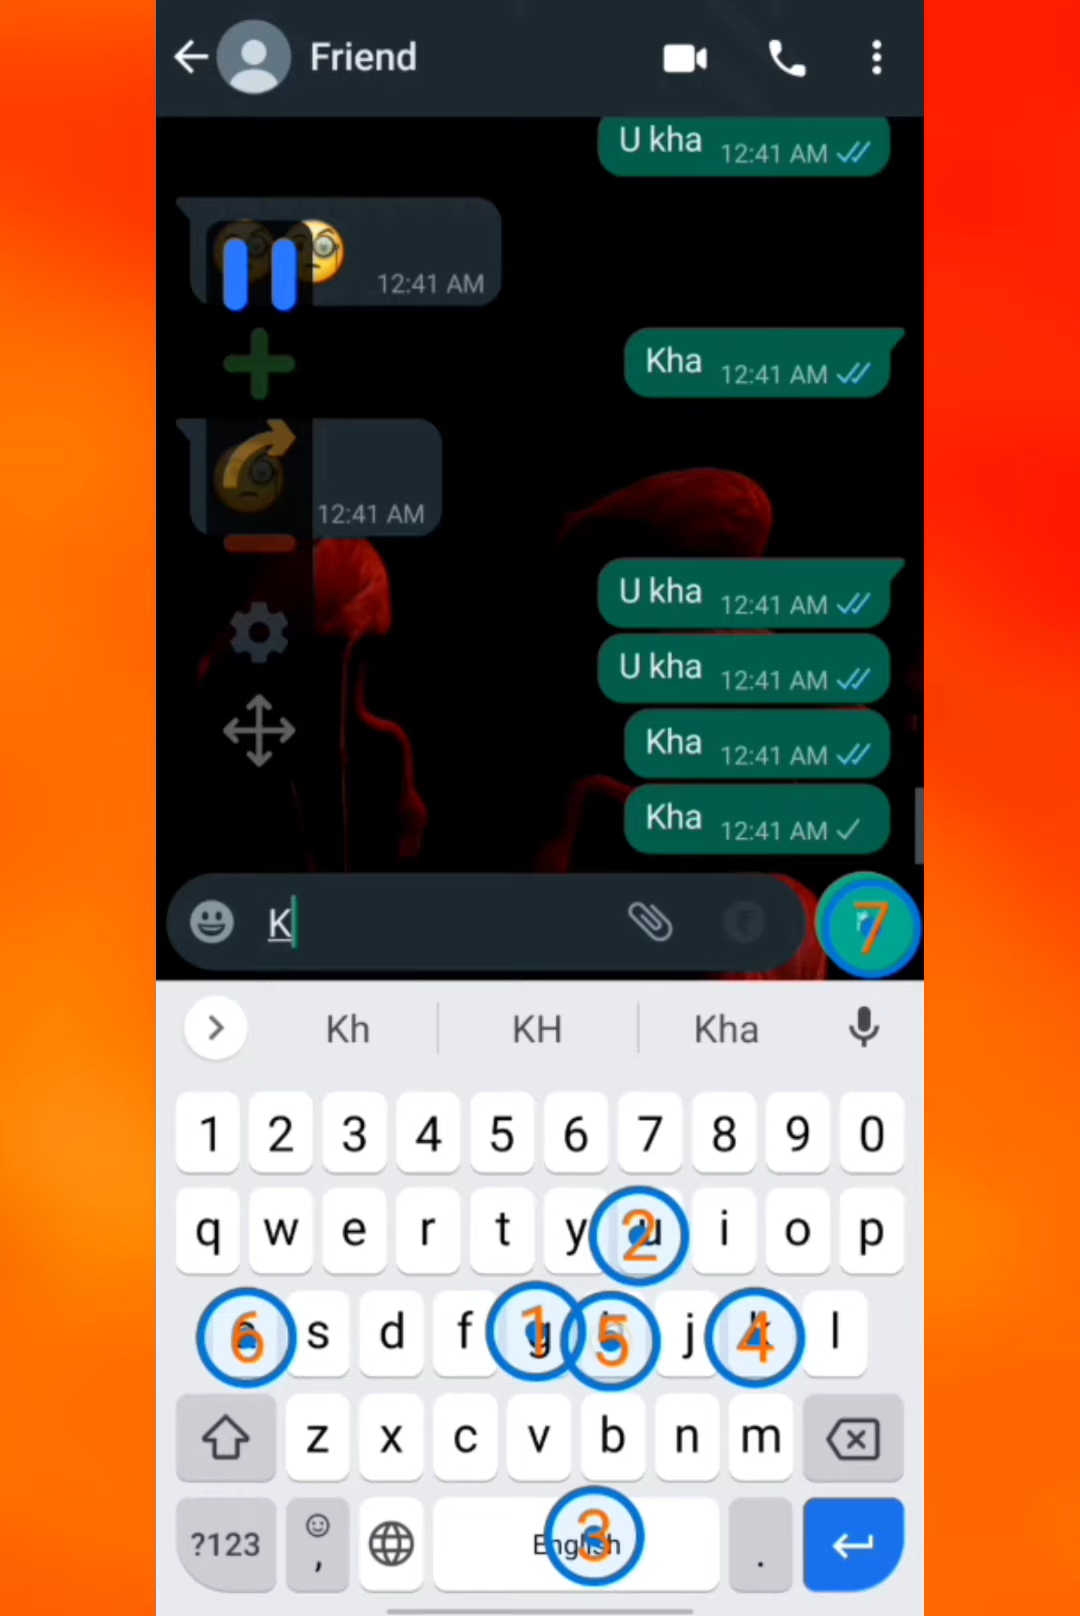 Friend
U kha 12:41 AM
12:41 AM
Kha 12:41 AM
12:41 AM
U kha 12:41 AM
U kha 12:41 AM
Kha 12:41 AM
Kha 12:41 AM
K
7
Kh KH Kha
1 2 3 4 5 6 7 8 9 0
q w e r t y u 2 i o p
6 s d f g 1 5 j k 4 l
z x c v b n m
?123 , English 3 .